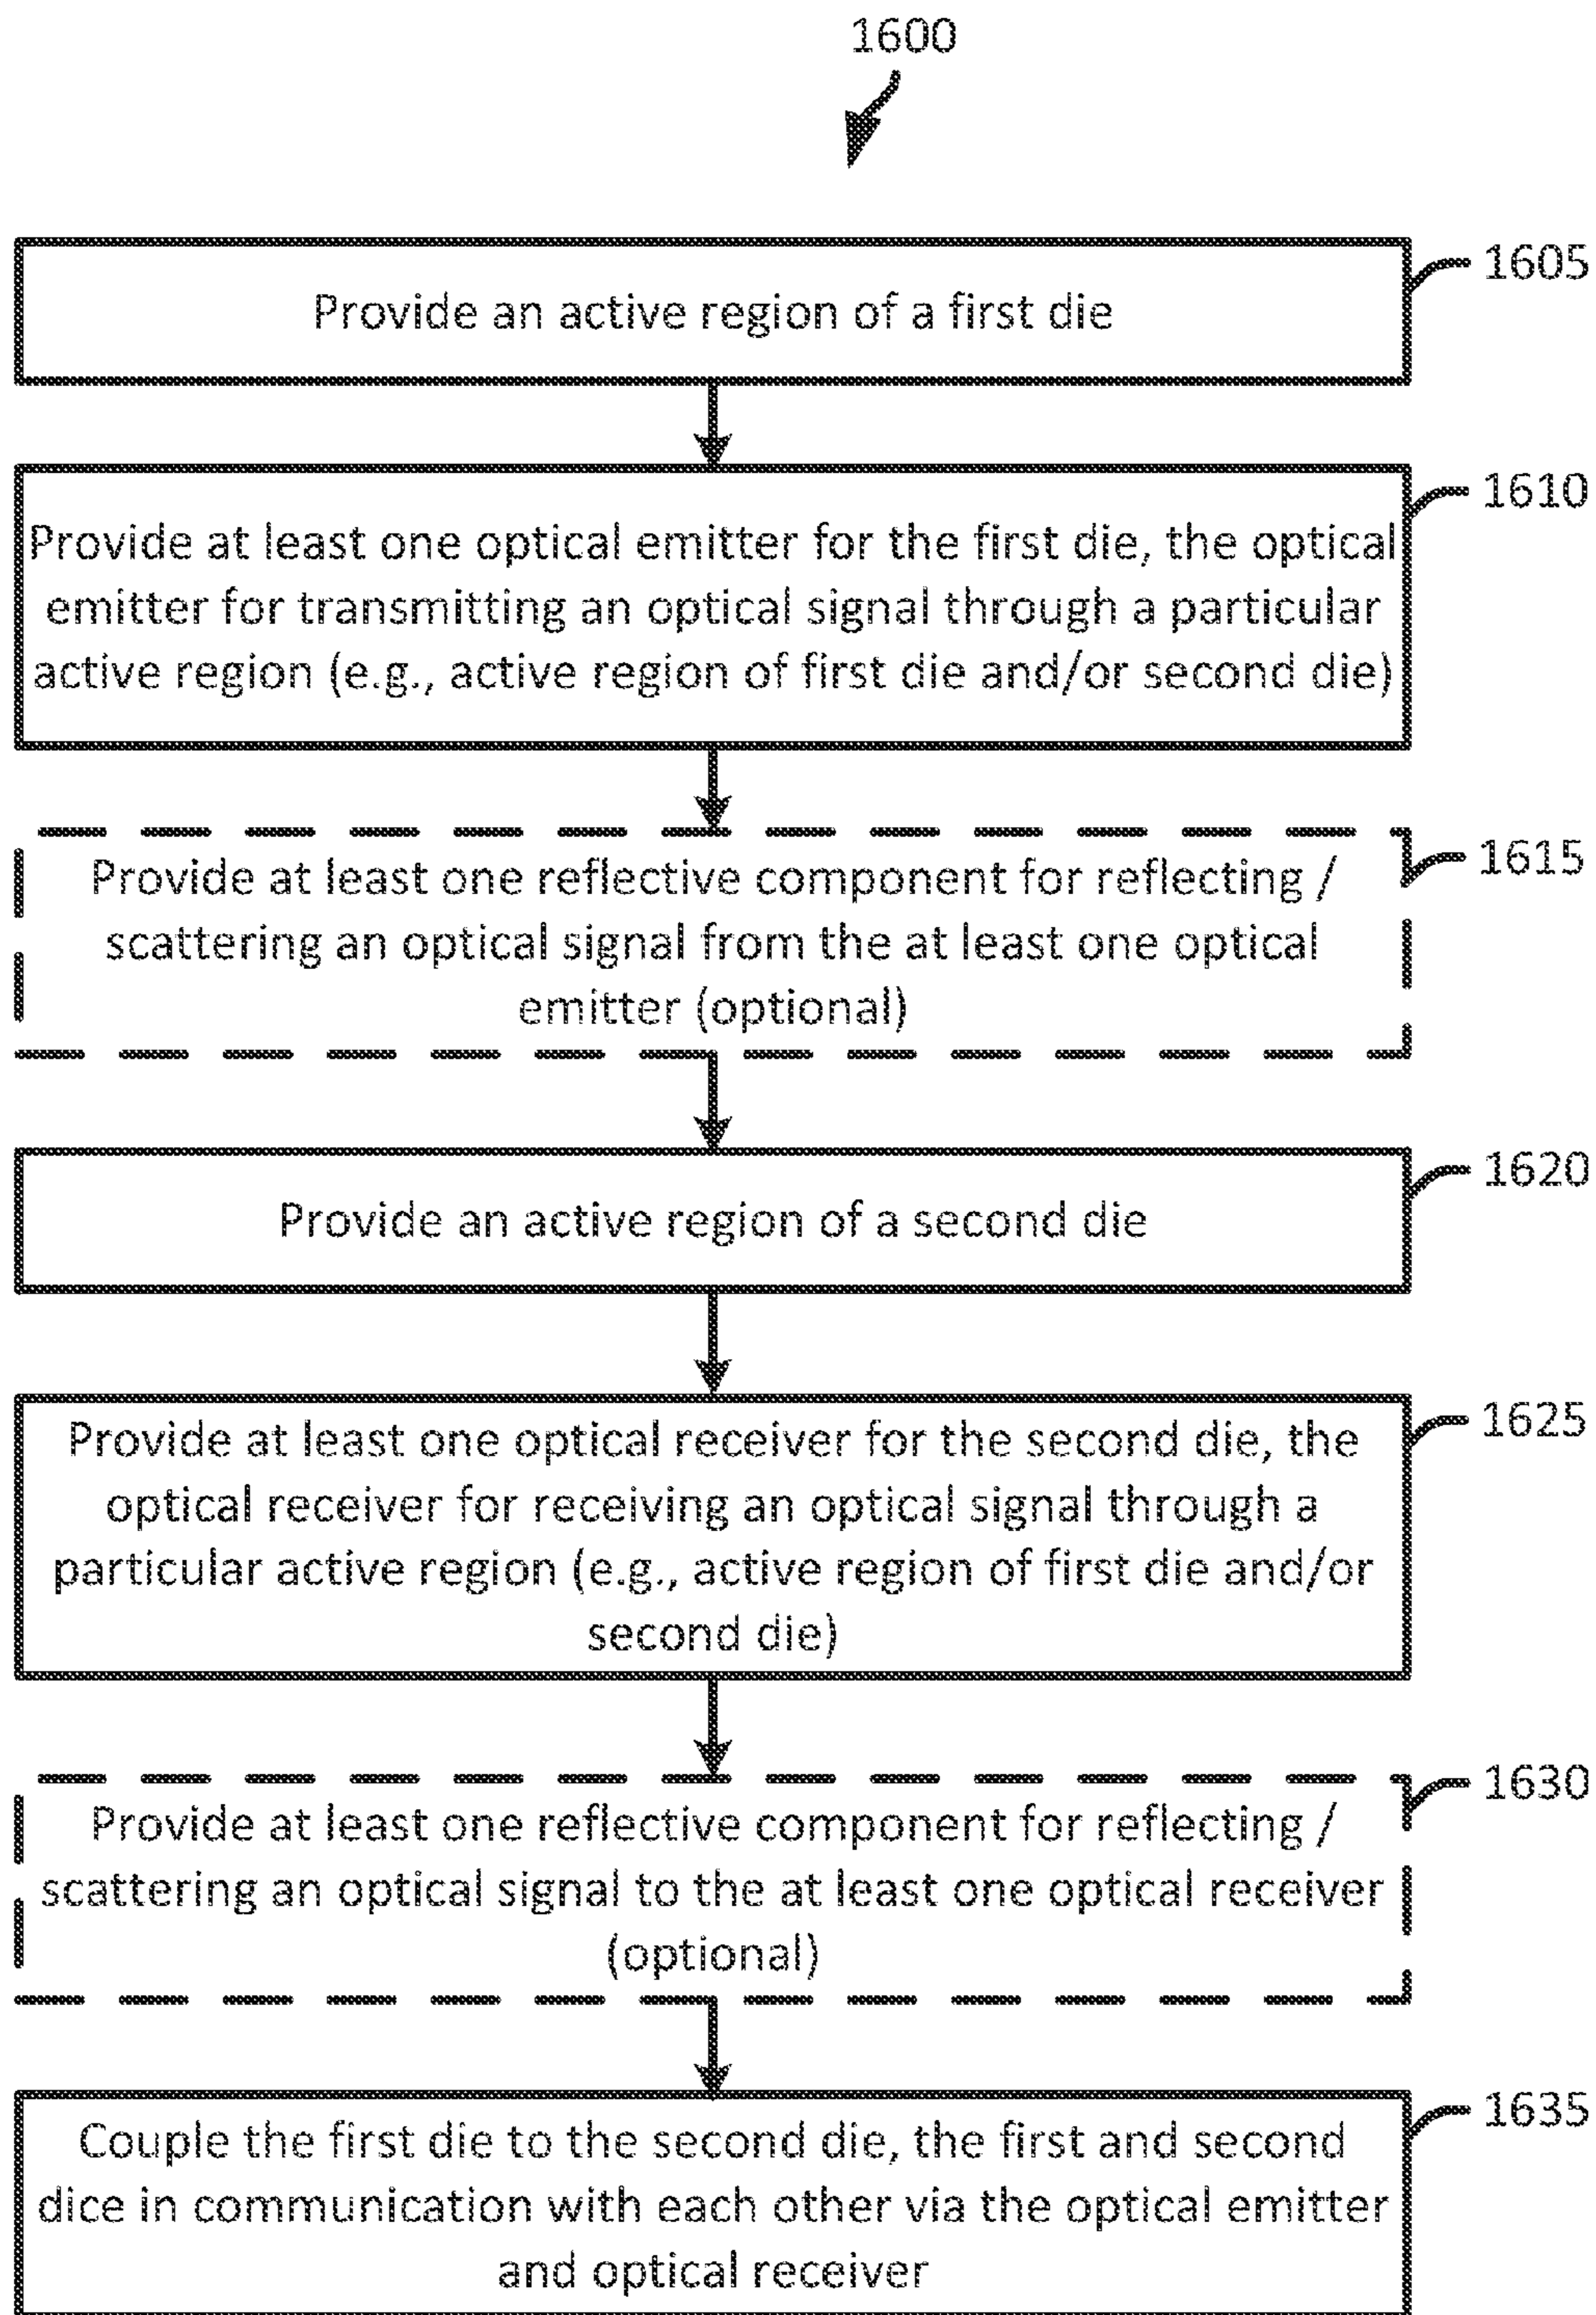 1600
Provide an active region of a first die
1605
Provide at least one optical emitter for the first die, the optical
emitter for transmitting an optical signal through a particular
active region (e.g., active region of first die and/or second die)
1610
Provide at least one reflective component for reflecting /
scattering an optical signal from the at least one optical
emitter (optional)
1615
Provide an active region of a second die
1620
Provide at least one optical receiver for the second die, the
optical receiver for receiving an optical signal through a
particular active region (e.g., active region of first die and/or
second die)
1625
Provide at least one reflective component for reflecting /
scattering an optical signal to the at least one optical receiver
(optional)
1630
Couple the first die to the second die, the first and second
dice in communication with each other via the optical emitter
and optical receiver
1635